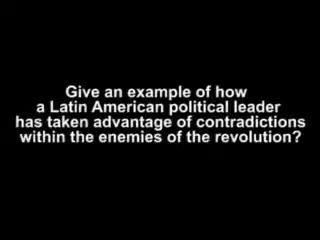 Give an example of how
a Latin American political leader
has taken advantage of contradictions
within the enemies of the revolution?